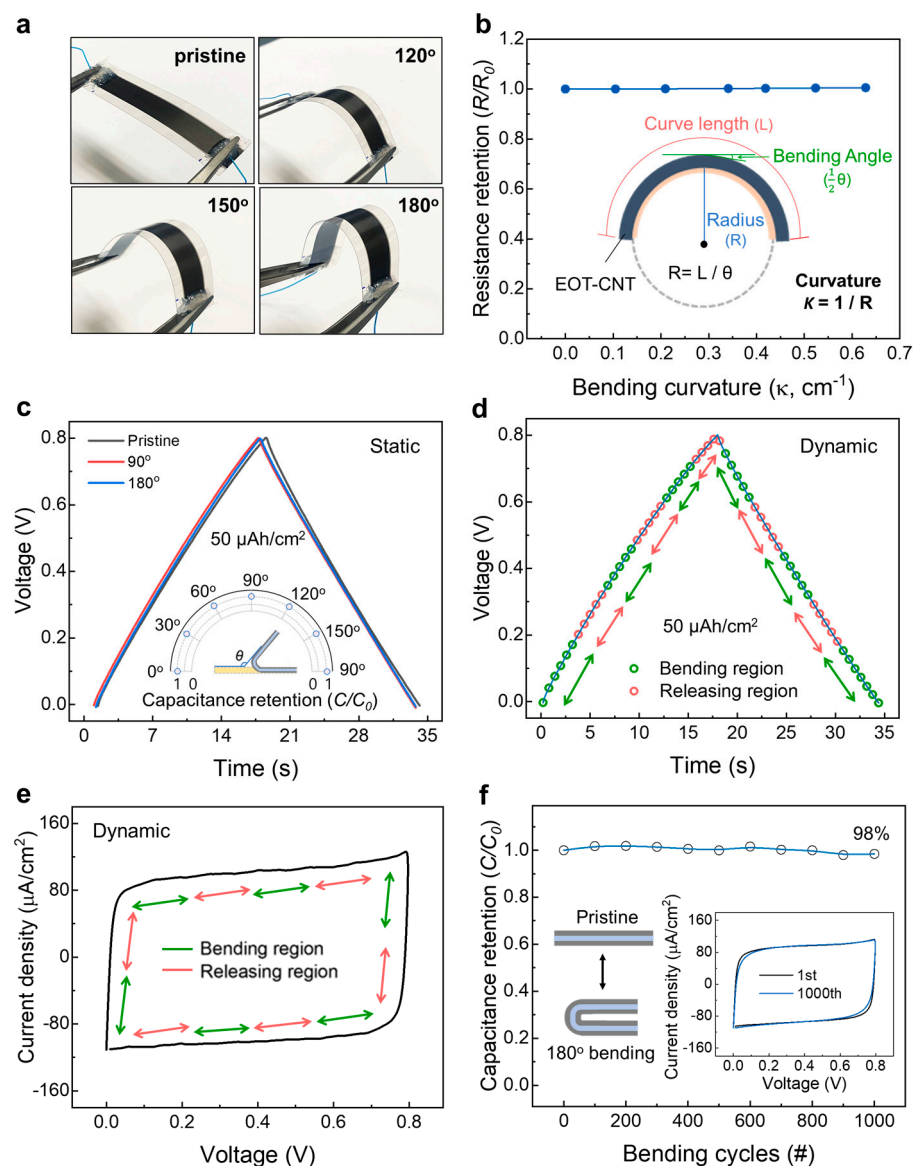 a
pristine
120°
150°
180°
b
Resistance retention (R/R₀)
1.2
1.0
0.8
0.6
0.4
0.2
0.0
Curve length (L)
Bending Angle
(½θ)
Radius
(R)
EOT-CNT
R= L / θ
Curvature
κ = 1 / R
0.0 0.1 0.2 0.3 0.4 0.5 0.6 0.7
Bending curvature (κ, cm⁻¹)
c
Voltage (V)
0.8
0.6
0.4
0.2
0.0
Pristine
90°
180°
Static
50 µAh/cm²
0°
30°
60°
90°
120°
150°
90°
θ
1 0 0 1
Capacitance retention (C/C₀)
0 7 14 21 28 35
Time (s)
d
Voltage (V)
0.8
0.6
0.4
0.2
0.0
Dynamic
50 µAh/cm²
Bending region
Releasing region
0 5 10 15 20 25 30 35
Time (s)
e
Current density (µA/cm²)
160
80
0
-80
-160
Dynamic
Bending region
Releasing region
0.0 0.2 0.4 0.6 0.8
Voltage (V)
f
Capacitance retention (C/C₀)
1.0
0.8
0.6
0.4
0.2
0.0
98%
Pristine
180° bending
Current density (µA/cm²)
160
80
0
-80
-160
1st
1000th
0.0 0.2 0.4 0.6 0.8
Voltage (V)
0 200 400 600 800 1000
Bending cycles (#)